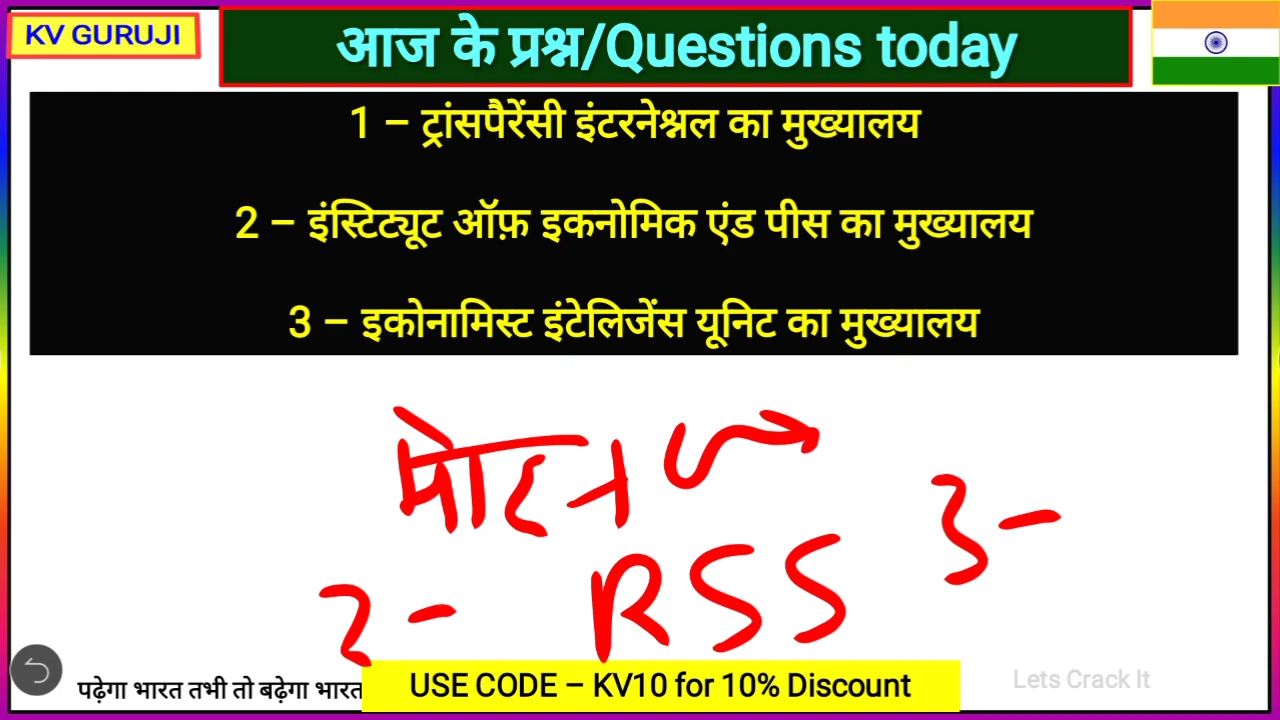 KV GURUJI
आज के प्रश्न/Questions today
1 – ट्रांसपैरेंसी इंटरनेश्नल का मुख्यालय
2 – इंस्टिट्यूट ऑफ़ इकनोमिक एंड पीस का मुख्यालय
3 – इकोनामिस्ट इंटेलिजेंस यूनिट का मुख्यालय
3 –
2 – RSS
पढ़ेगा भारत तभी तो बढ़ेगा भारत
USE CODE – KV10 for 10% Discount
Lets Crack It